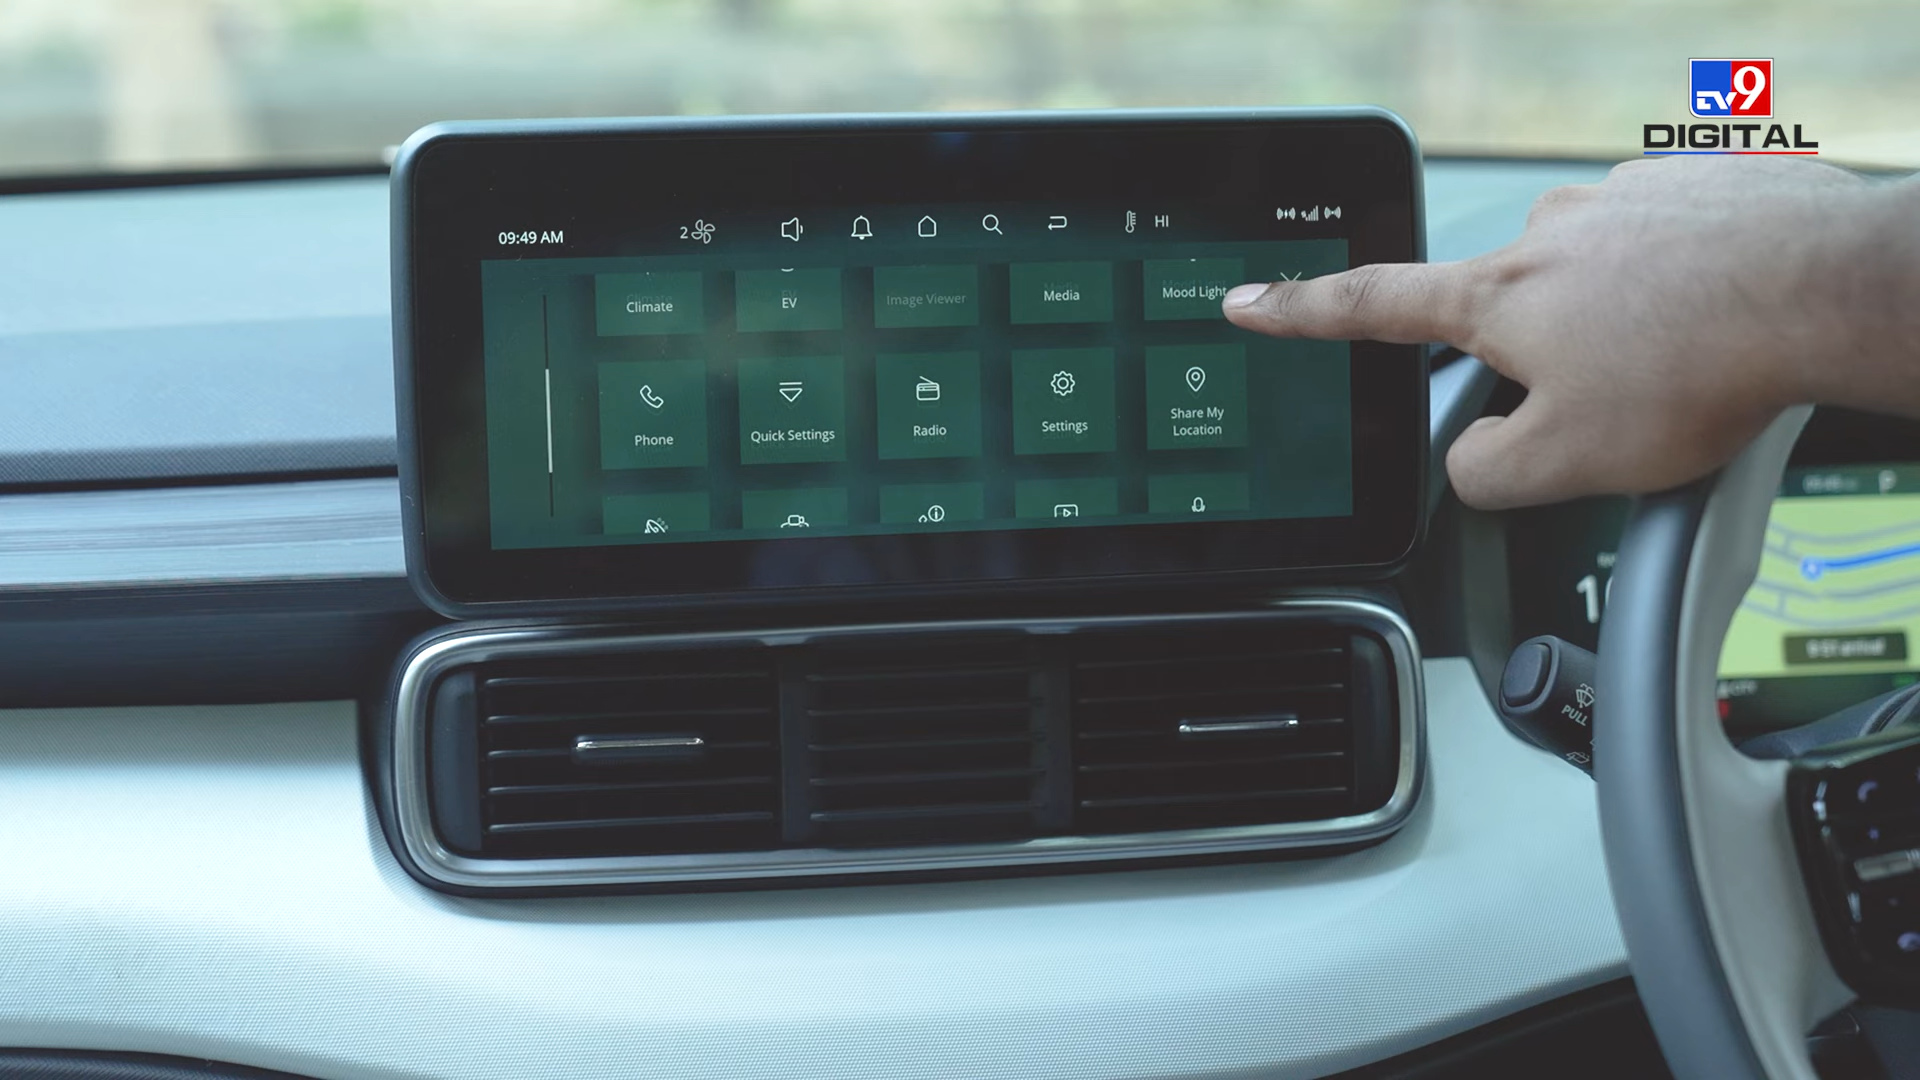 TV9
DIGITAL
09:49 AM
2
HI
Climate
EV
Image Viewer
Media
Mood Light
Phone
Quick Settings
Radio
Settings
Share My
Location
PULL